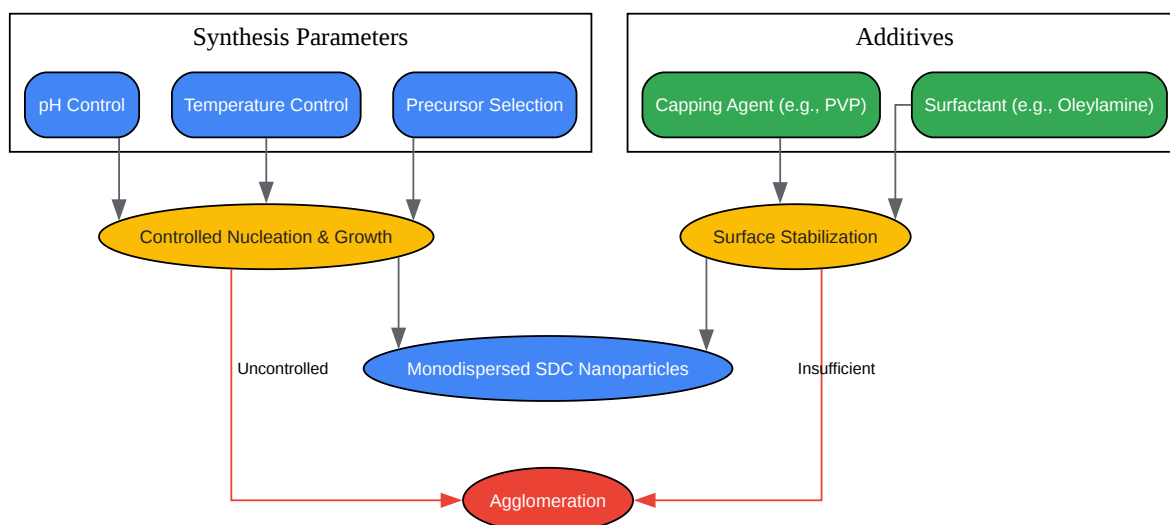 Synthesis Parameters
Additives
pH Control
Temperature Control
Precursor Selection
Capping Agent (e.g., PVP)
Surfactant (e.g., Oleylamine)
Controlled Nucleation & Growth
Surface Stabilization
Uncontrolled
Monodispersed SDC Nanoparticles
Insufficient
Agglomeration